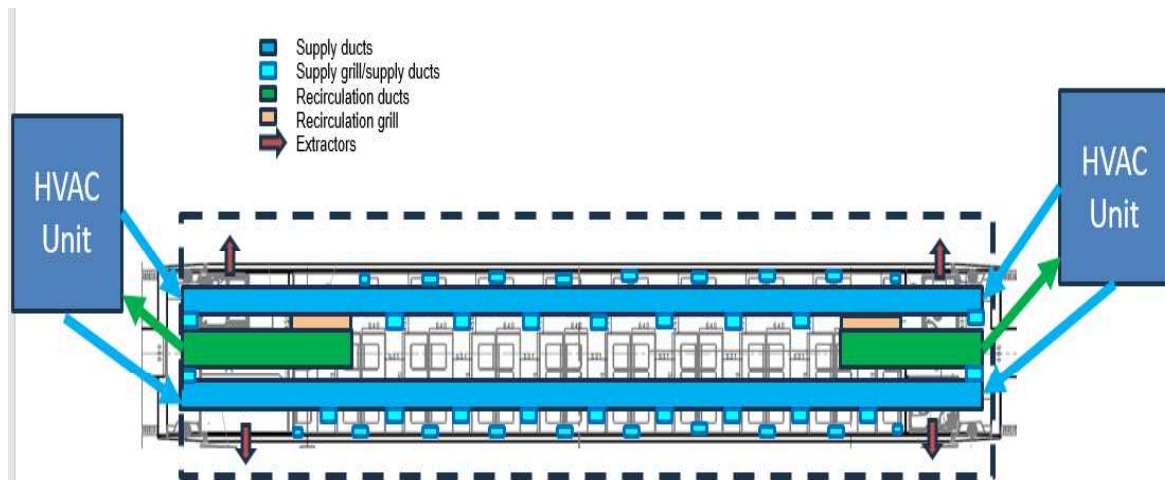 Supply ducts
Supply grill/supply ducts
Recirculation ducts
Recirculation grill
Extractors
HVAC
Unit
HVAC
Unit